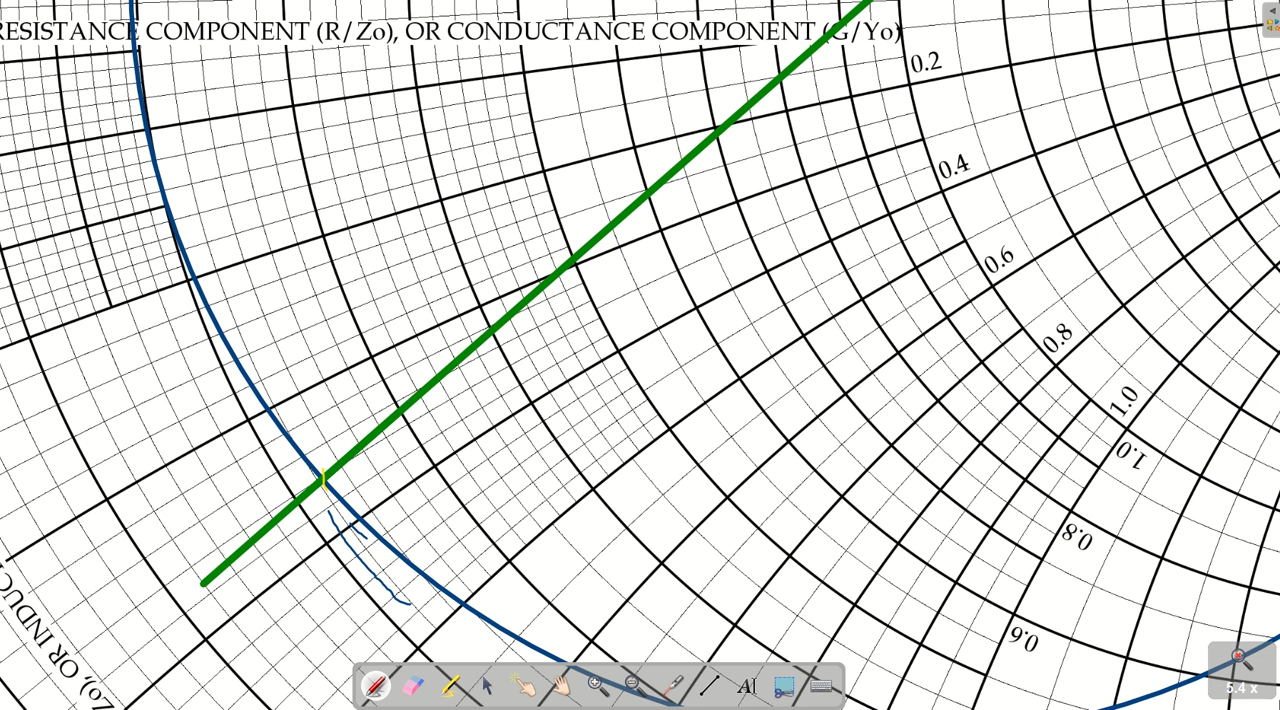 RESISTANCE COMPONENT (R/Zo), OR CONDUCTANCE COMPONENT (G/Yo)
0.2
0.4
0.6
0.8
1.0
1.0
0.8
0.6
Zo), OR INDUC
5.4 x